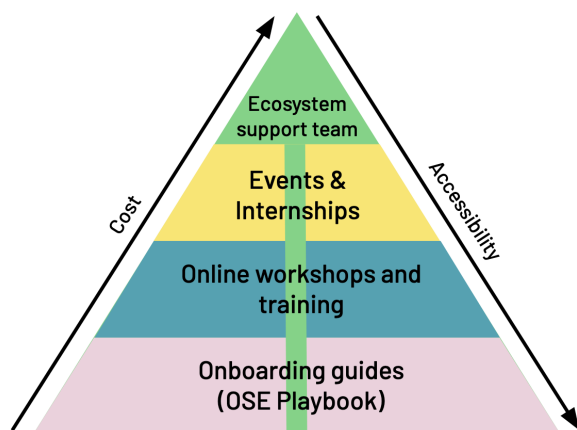 Ecosystem
support team
Events &
Internships
Cost
Accessibility
Online workshops and
training
Onboarding guides
(OSE Playbook)